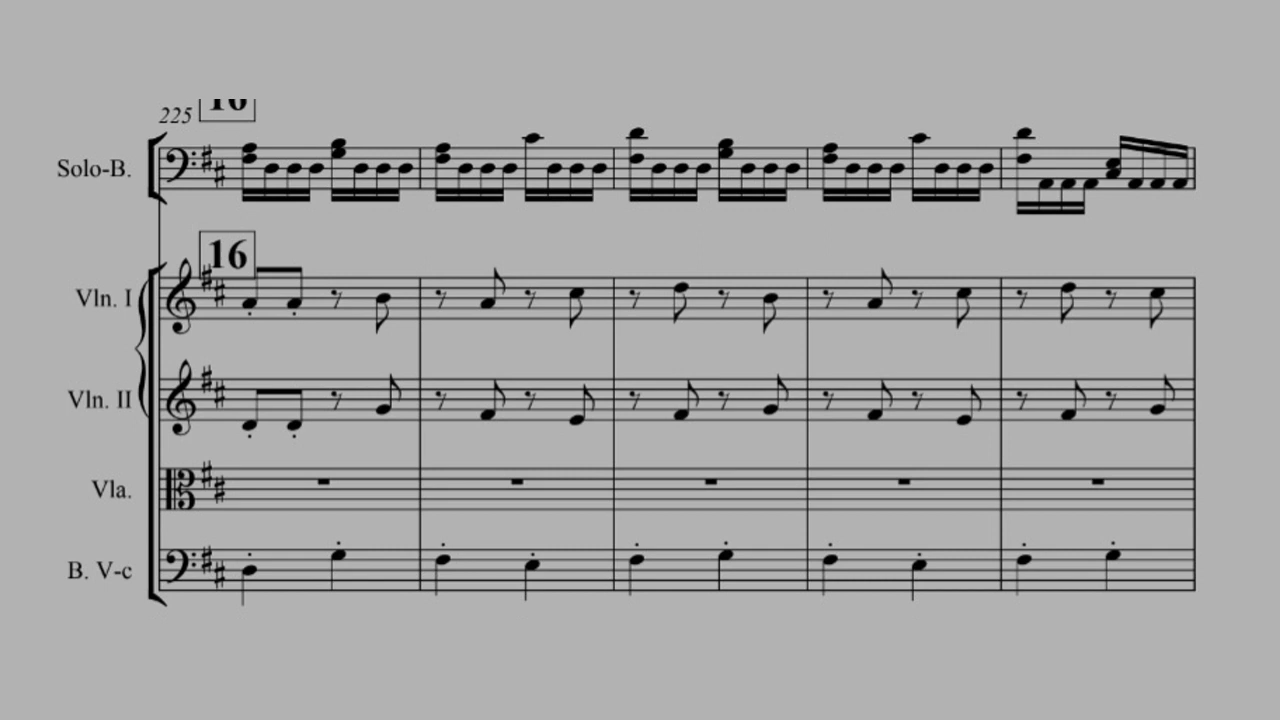 16
225
Solo-B.
16
Vln. I
Vln. II
Vla.
B. V-c